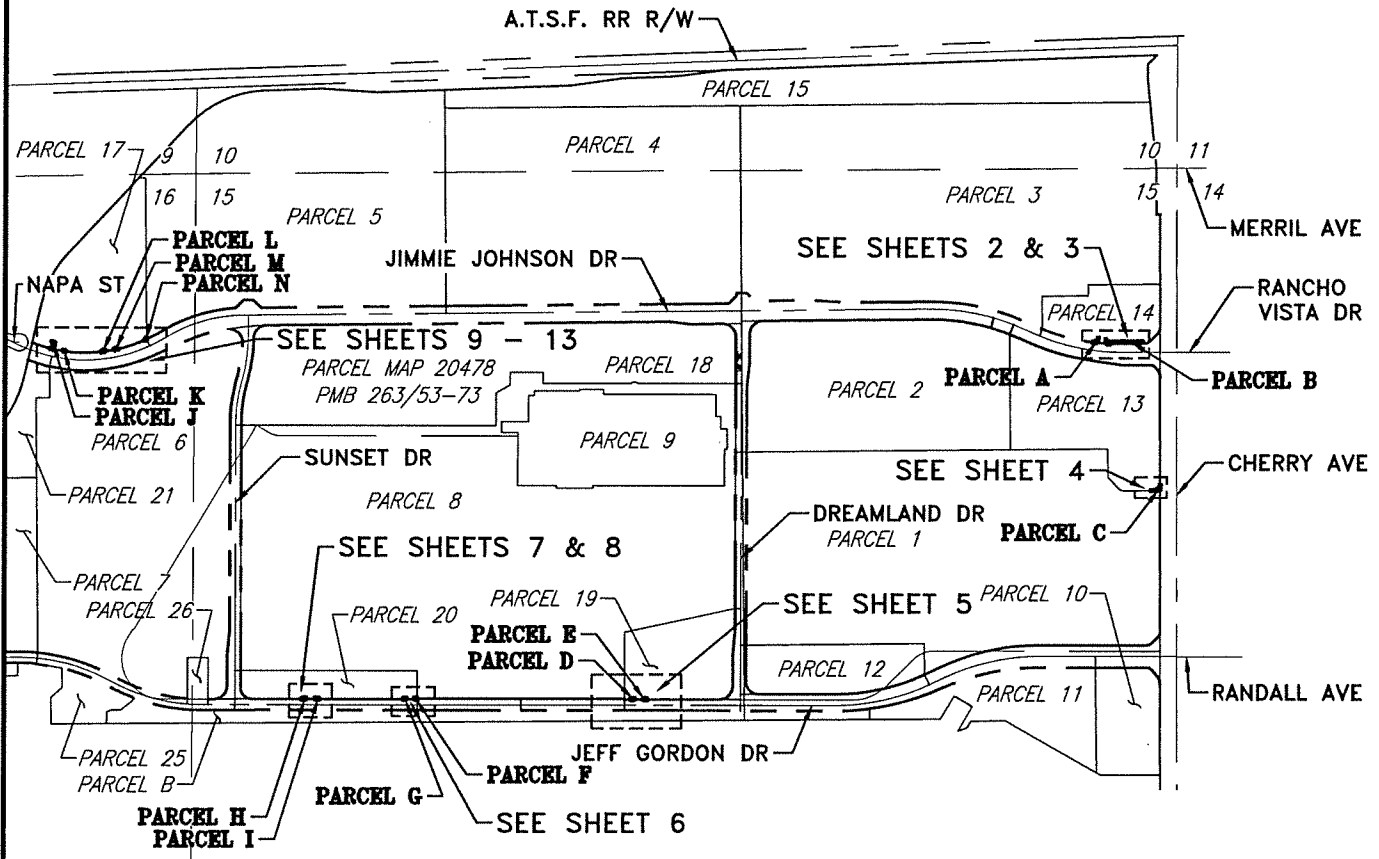 A.T.S.F. RR R/W
PARCEL 15
PARCEL 17
9 10
PARCEL 4
10 11
16 15
PARCEL 5
PARCEL 3
15 14
MERRIL AVE
PARCEL L
PARCEL M
PARCEL N
NAPA ST
JIMMIE JOHNSON DR
SEE SHEETS 2 & 3
RANCHO
VISTA DR
PARCEL 14
SEE SHEETS 9 - 13
PARCEL MAP 20478
PMB 263/53-73
PARCEL 18
PARCEL 2
PARCEL A
PARCEL B
PARCEL K
PARCEL J
PARCEL 13
PARCEL 6
PARCEL 9
SUNSET DR
SEE SHEET 4
CHERRY AVE
PARCEL 21
PARCEL 8
DREAMLAND DR
PARCEL 1
PARCEL C
SEE SHEETS 7 & 8
PARCEL 7
PARCEL 26
PARCEL 20
PARCEL 19
SEE SHEET 5
PARCEL 10
PARCEL E
PARCEL D
PARCEL 12
PARCEL 11
RANDALL AVE
PARCEL 25
PARCEL B
JEFF GORDON DR
PARCEL F
PARCEL G
PARCEL H
PARCEL I
SEE SHEET 6